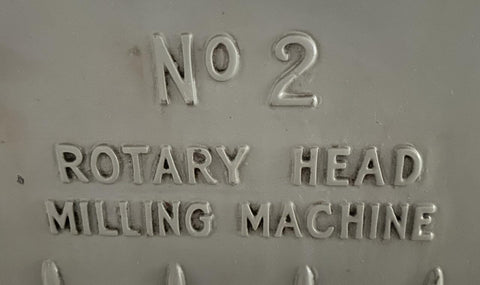 No 2
ROTARY HEAD
MILLING MACHINE